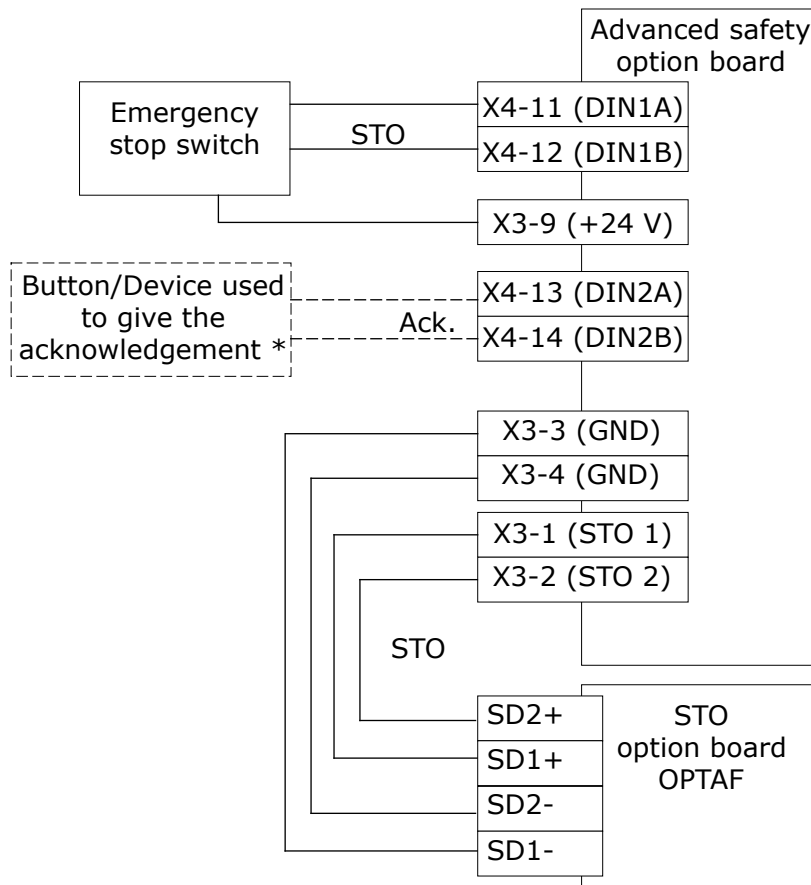 Advanced safety
option board
Emergency
stop switch
STO
X4-11 (DIN1A)
X4-12 (DIN1B)
X3-9 (+24 V)
Button/Device used
to give the
acknowledgement *
Ack.
X4-13 (DIN2A)
X4-14 (DIN2B)
X3-3 (GND)
X3-4 (GND)
X3-1 (STO 1)
X3-2 (STO 2)
STO
SD2+
SD1+
SD2-
SD1-
STO
option board
OPTAF